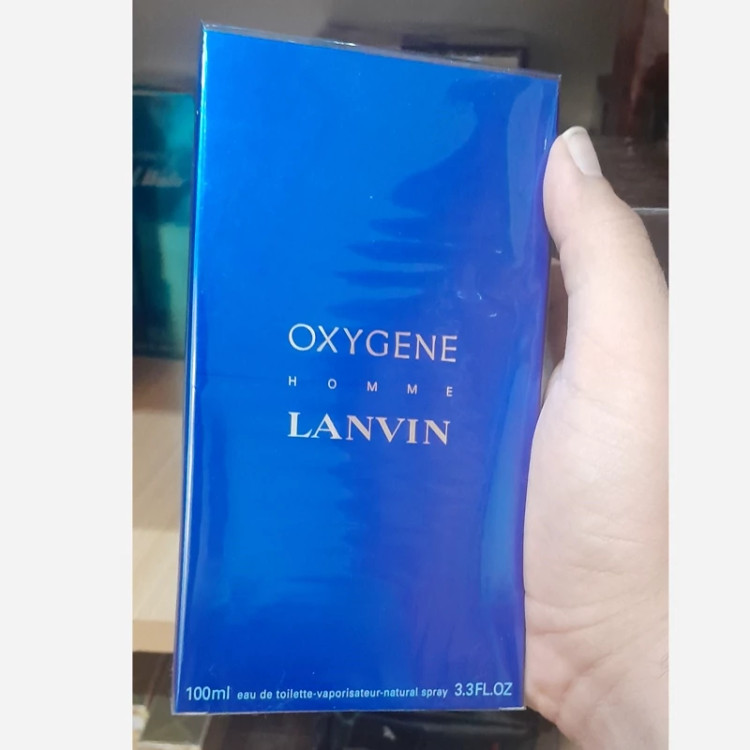 OXYGENE
HOMME
LANVIN
100ml eau de toilette-vaporisateur-natural spray 3.3FL.OZ